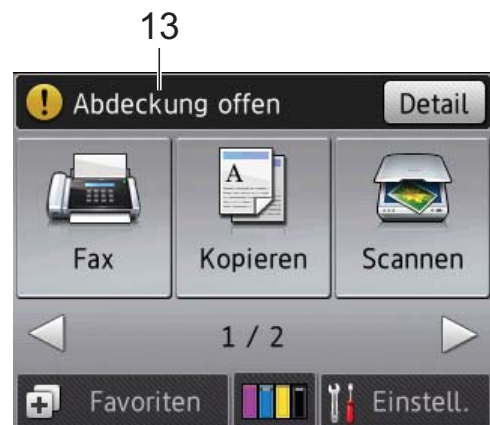 13
! Abdeckung offen Detail
A
Fax Kopieren Scannen
1 / 2
Favoriten Einstell.